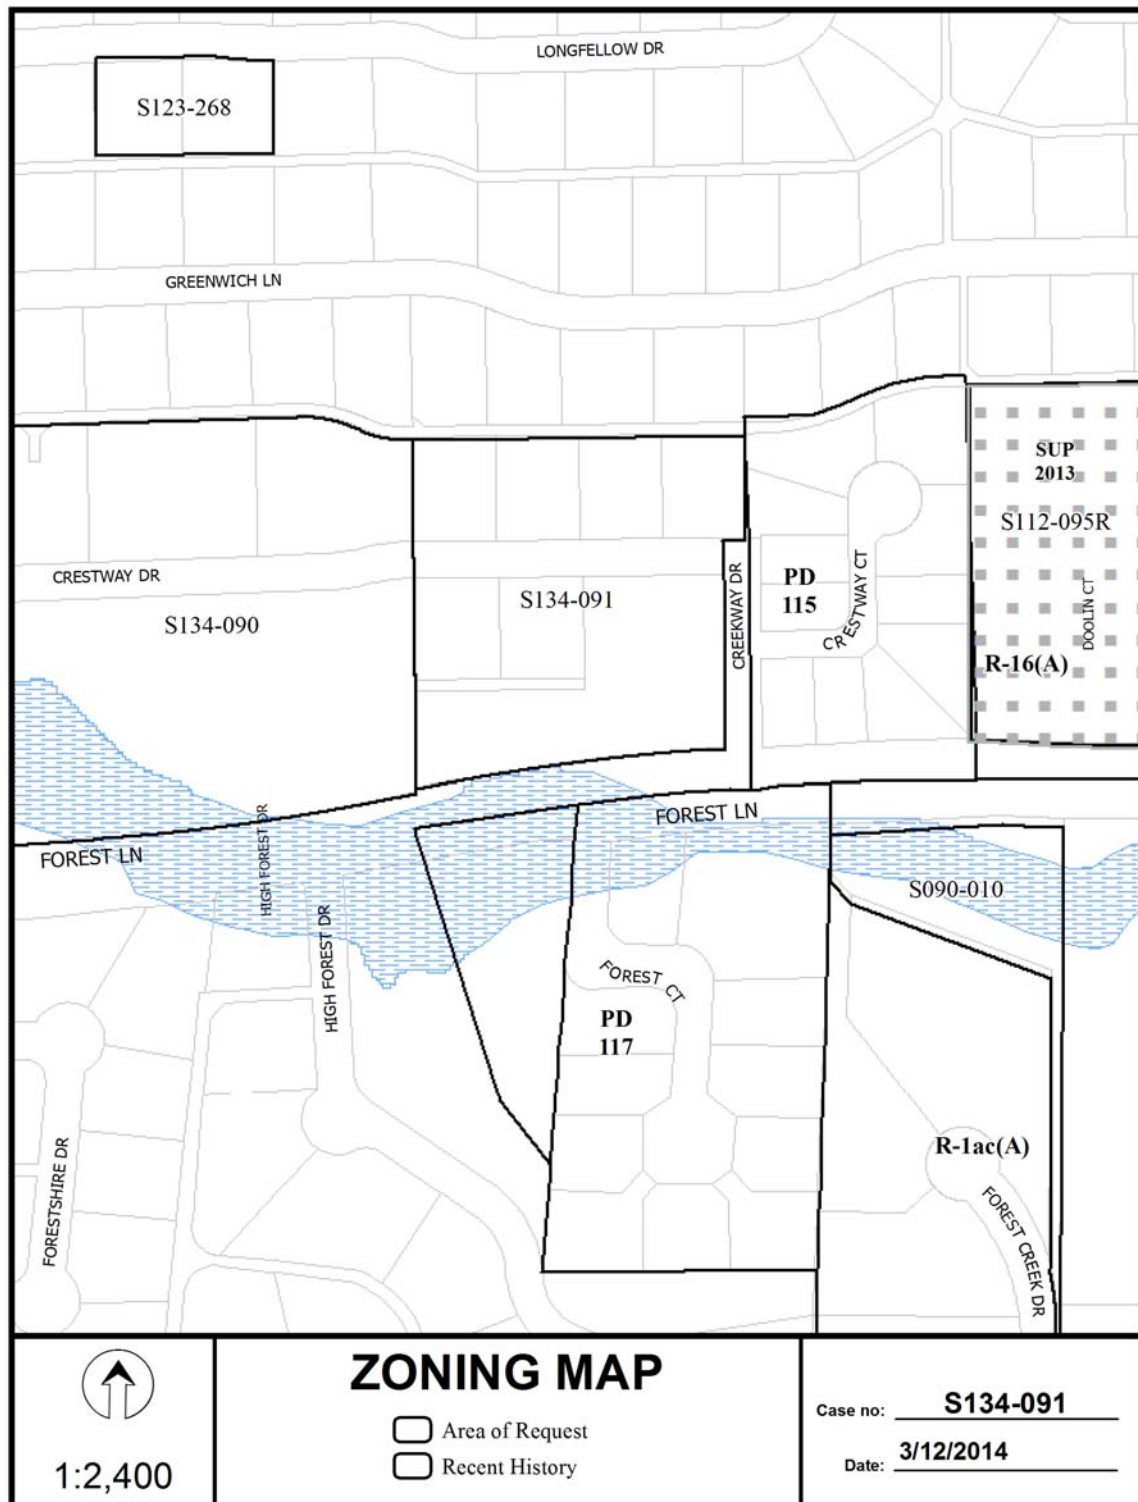 LONGFELLOW DR
S123-268
GREENWICH LN
SUP
2013
S112-095R
CRESTWAY DR
S134-090
S134-091
CREEKWAY DR
PD
115
CRESTWAY CT
DOOLIN CT
R-16(A)
FOREST LN
FOREST LN
HIGH FOREST DR
HIGH FOREST DR
S090-010
FOREST CT
PD
117
R-1ac(A)
FORESTSHIRE DR
FOREST CREEK DR
1:2,400
ZONING MAP
Area of Request
Recent History
Case no: S134-091
Date: 3/12/2014